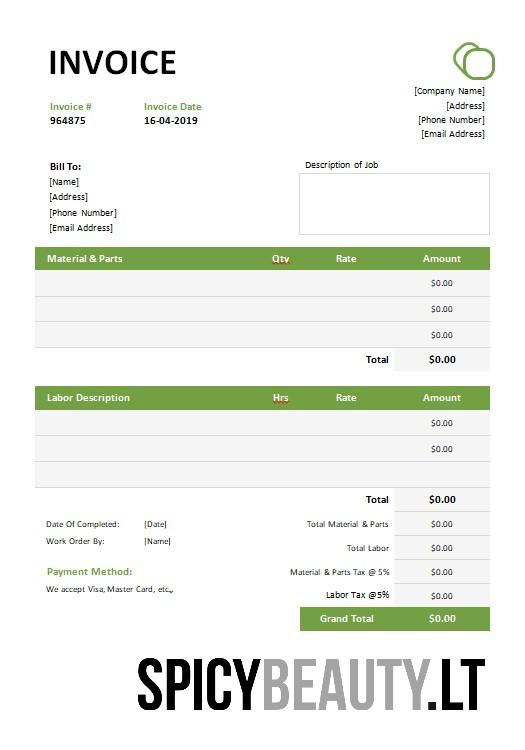 INVOICE
[Company Name]
[Address]
[Phone Number]
[Email Address]
Invoice # Invoice Date
964875 16-04-2019
Bill To:
[Name]
[Address]
[Phone Number]
[Email Address]
Description of Job
Material & Parts Qty Rate Amount
$0.00
$0.00
$0.00
Total $0.00
Labor Description Hrs Rate Amount
$0.00
$0.00
Total $0.00
Date Of Completed: [Date]
Work Order By: [Name]
Payment Method:
We accept Visa, Master Card, etc.,
Total Material & Parts $0.00
Total Labor $0.00
Material & Parts Tax @ 5% $0.00
Labor Tax @5% $0.00
Grand Total $0.00
SPICYBEAUTY.LT